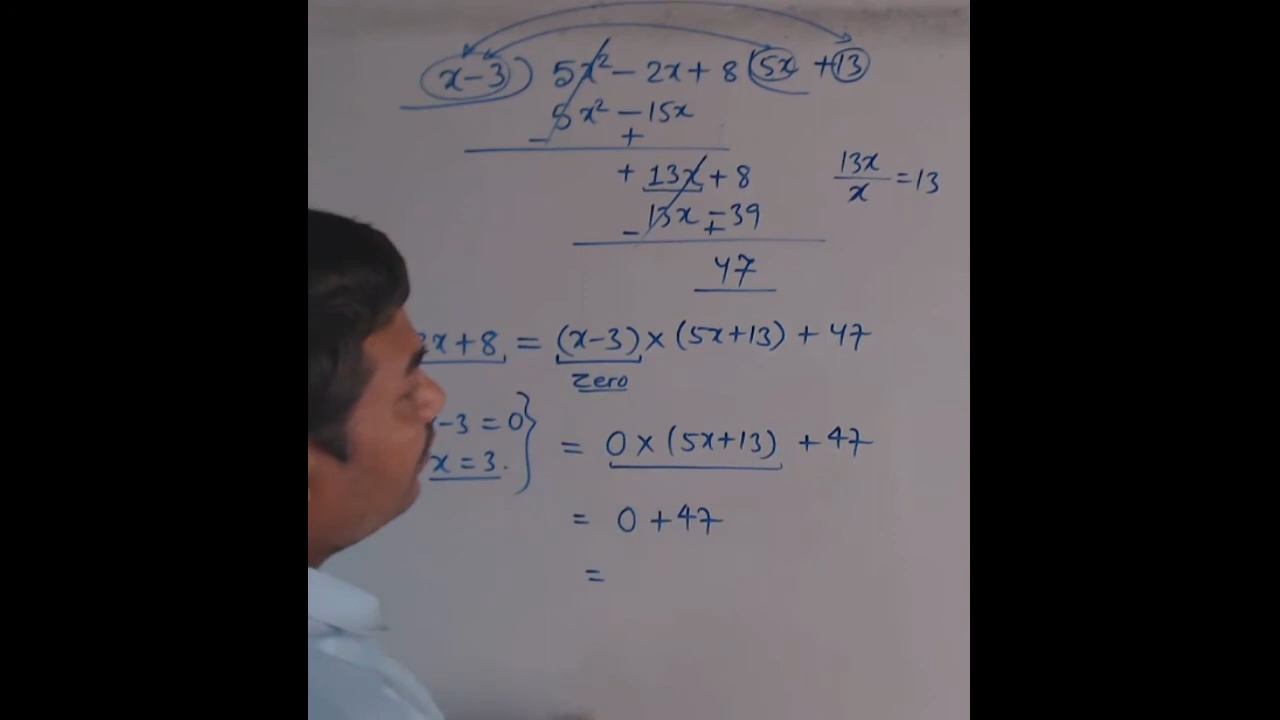 x-3) 5x² - 2x + 8 (5x + 13
5x² - 15x
- +
+ 13x + 8
13x/x = 13
13x - 39
- +
47
x + 8 = (x-3) × (5x+13) + 47
zero
-3 = 0}
= 0 × (5x+13) + 47
x = 3.
= 0 + 47
=